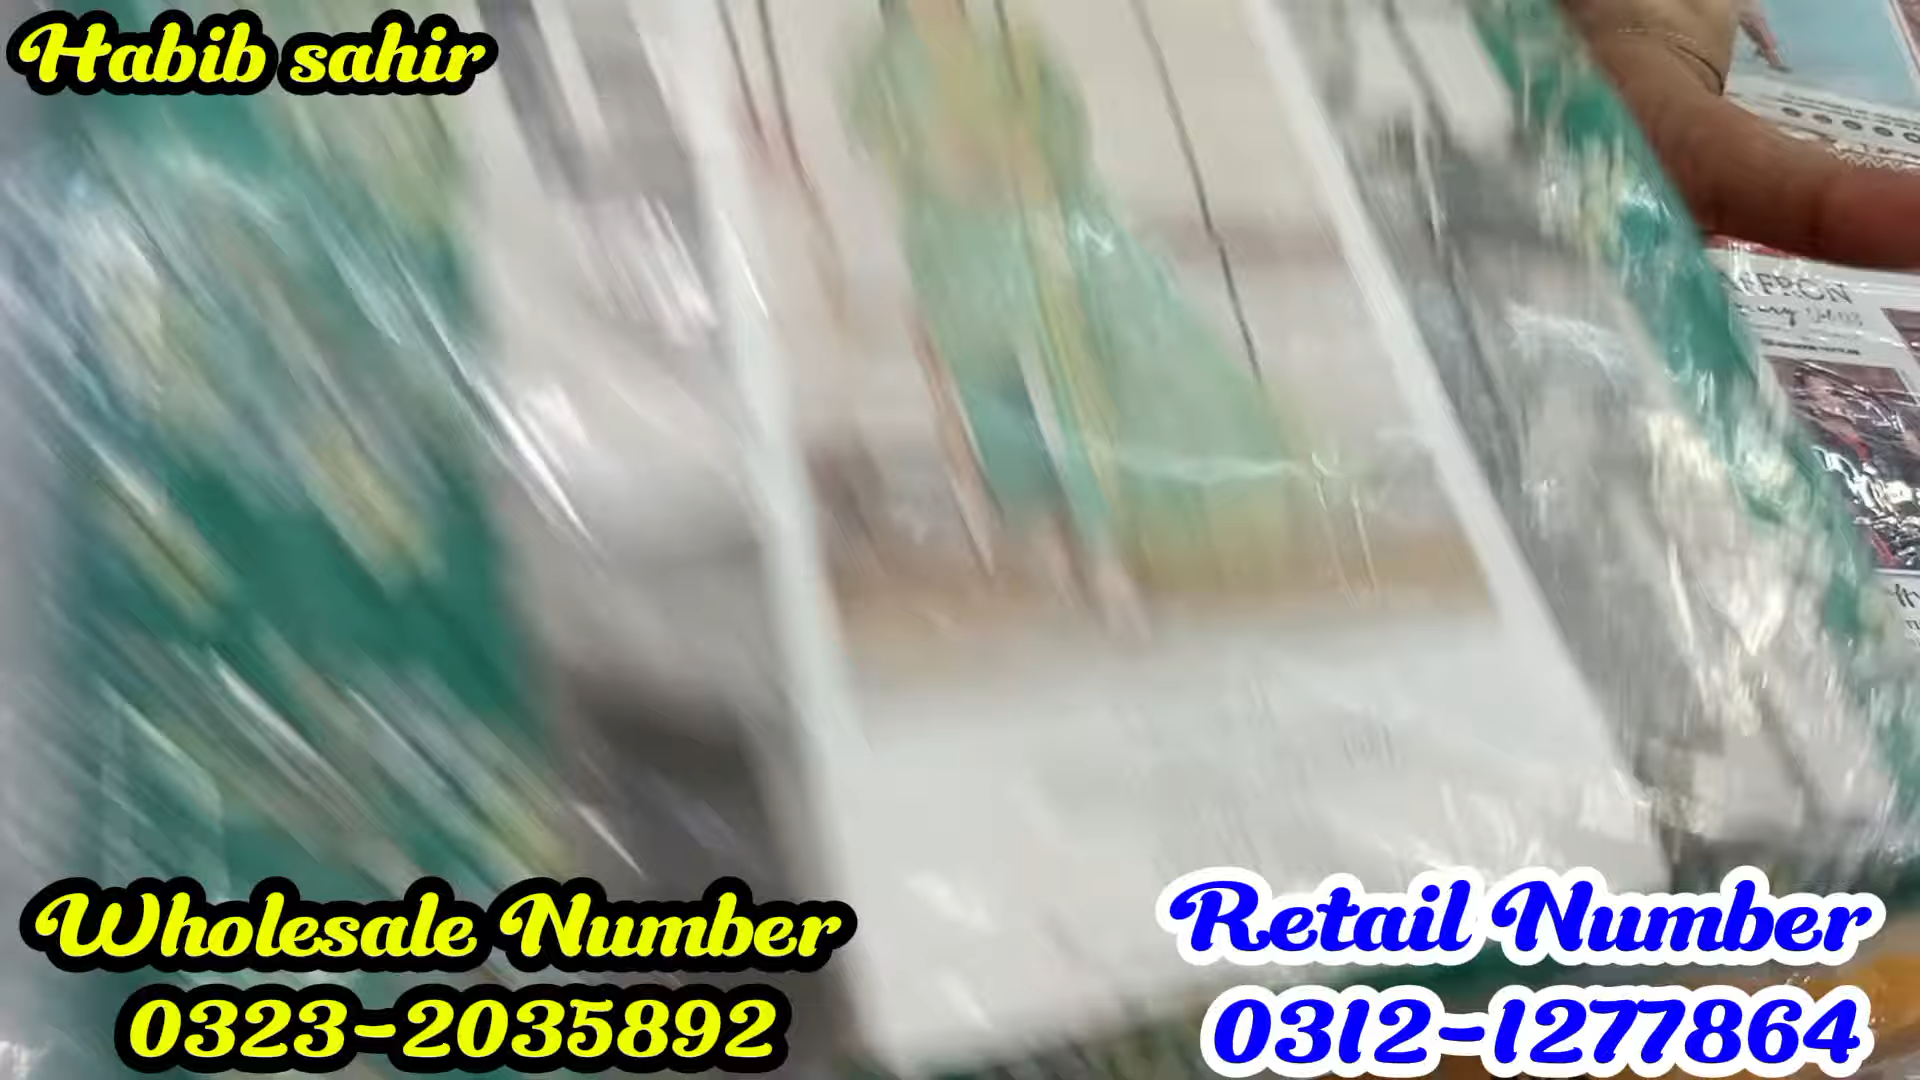 Habib sahir
Wholesale Number
0323-2035892
Retail Number
0312-1277864